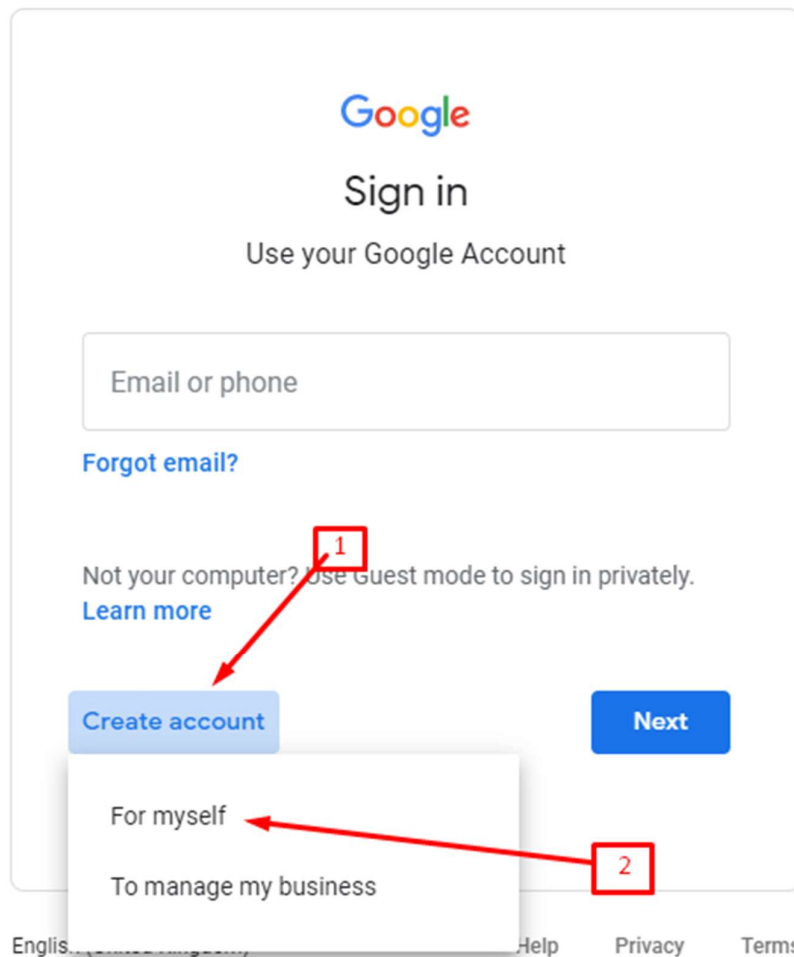 Google
Sign in
Use your Google Account
Email or phone
Forgot email?
1
Not your computer? Use Guest mode to sign in privately.
Learn more
Create account
Next
For myself
2
To manage my business
Help Privacy Terms